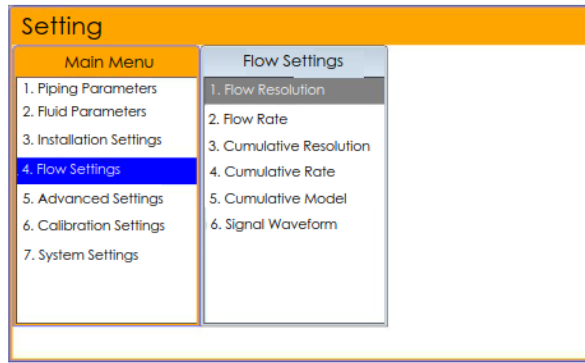 Setting
Main Menu
1. Piping Parameters
2. Fluid Parameters
3. Installation Settings
4. Flow Settings
5. Advanced Settings
6. Calibration Settings
7. System Settings
Flow Settings
1. Flow Resolution
2. Flow Rate
3. Cumulative Resolution
4. Cumulative Rate
5. Cumulative Model
6. Signal Waveform